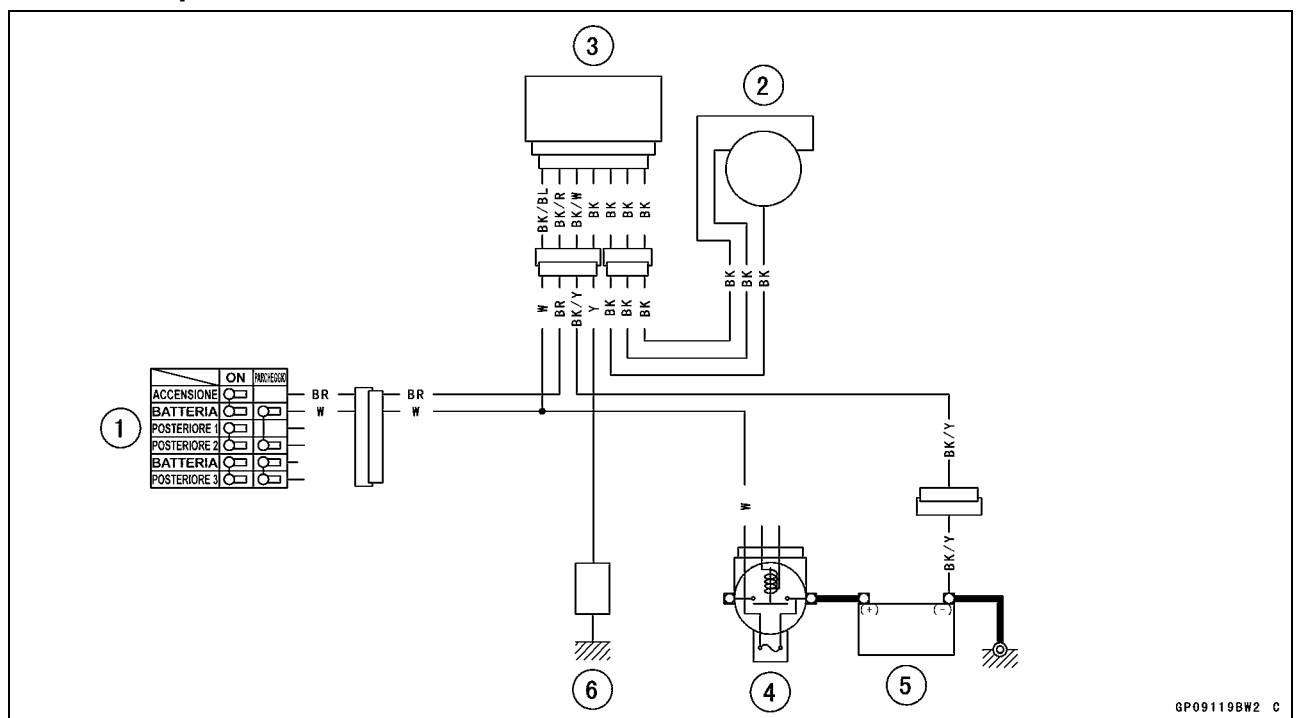 3
2
BK/BL BK/R BK/W BK BK BK BK
W BR BK/Y Y BK BK BK
BK BK BK
ON PARCHEGGIO
ACCENSIONE BR BR
BATTERIA W W
POSTERIORE 1
POSTERIORE 2
BATTERIA
POSTERIORE 3
1
BK/Y
W
BK/Y
(+) (-)
6
4
5
GP09119BW2 C